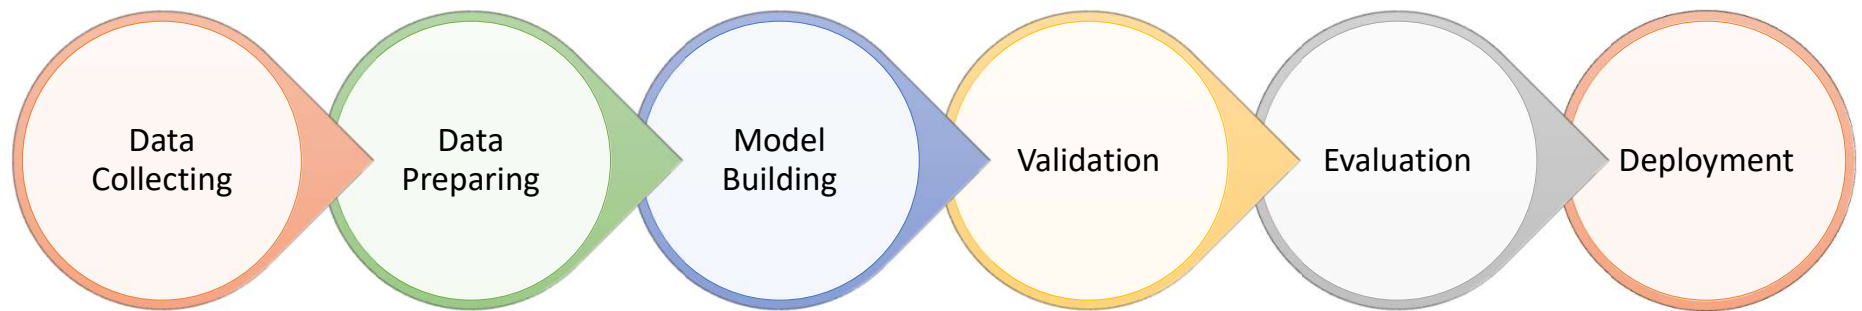 Data
Collecting
Data
Preparing
Model
Building
Validation
Evaluation
Deployment